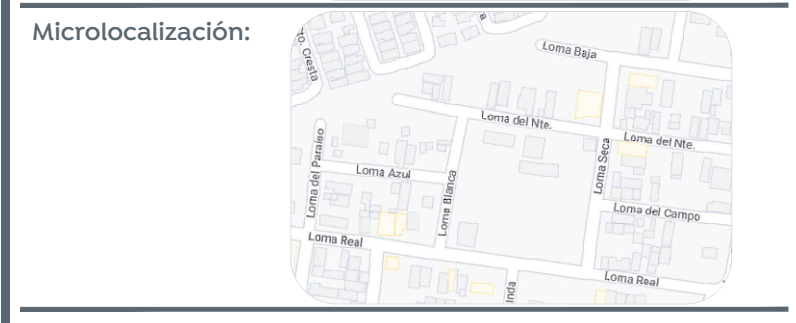 Microlocalización:
Cresta
Loma Baja
Loma del Nte.
Loma del Nte.
Loma Seca
Loma del Paraíso
Loma Azul
Loma Blanca
Loma del Campo
Loma Real
Loma Real